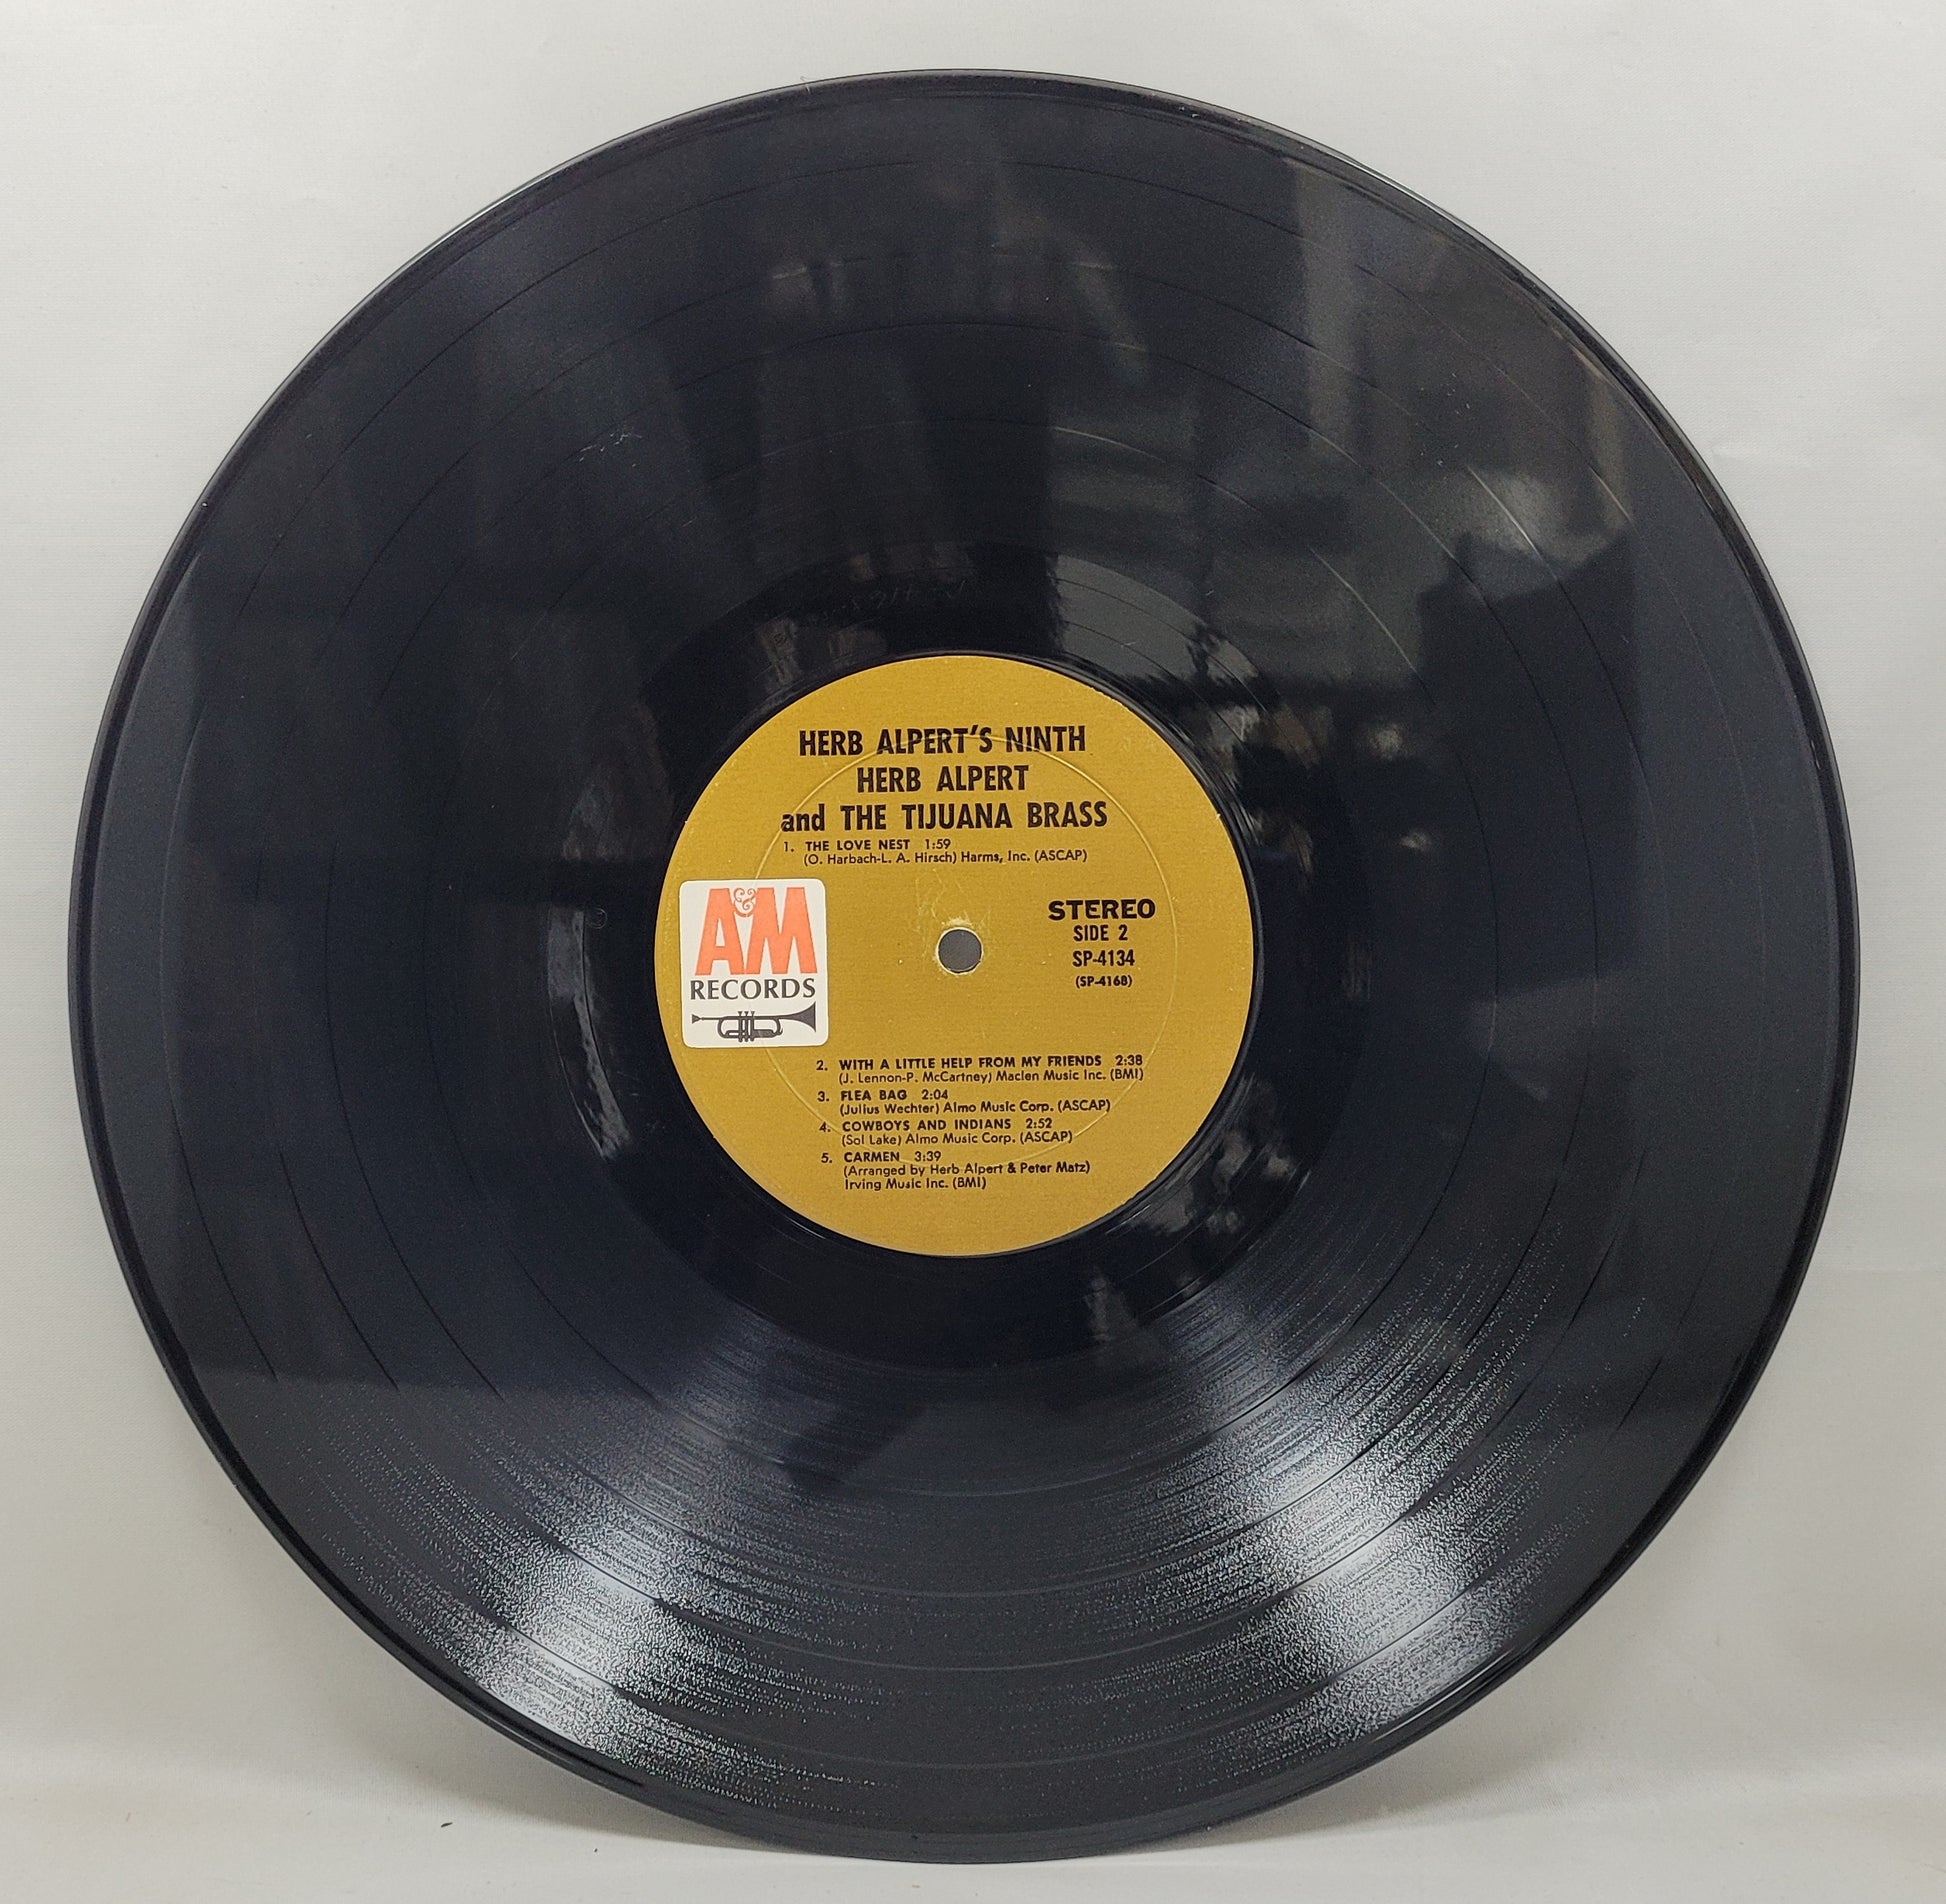 HERB ALPERT'S NINTH
HERB ALPERT
and THE TIJUANA BRASS
1. THE LOVE NEST 1:59
(O. Harbach-L. A. Hirsch) Harms, Inc. (ASCAP)
A&M
RECORDS
STEREO
SIDE 2
SP-4134
(SP-4168)
2. WITH A LITTLE HELP FROM MY FRIENDS 2:38
(J. Lennon-P. McCartney) Maclen Music Inc. (BMI)
3. FLEA BAG 2:04
(Julius Wechter) Almo Music Corp. (ASCAP)
4. COWBOYS AND INDIANS 2:52
(Sol Lake) Almo Music Corp. (ASCAP)
5. CARMEN 3:39
(Arranged by Herb Alpert & Peter Matz)
Irving Music Inc. (BMI)